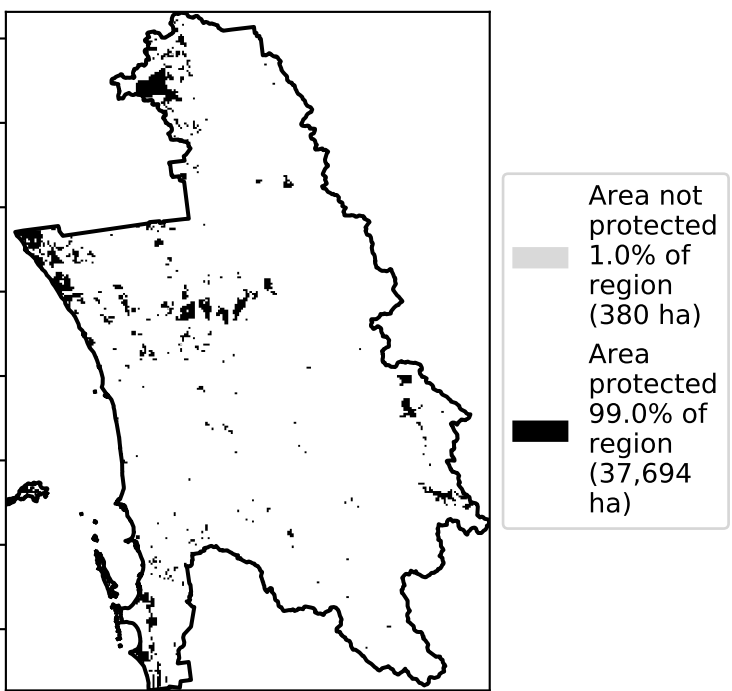 Area not
protected
1.0% of
region
(380 ha)
Area
protected
99.0% of
region
(37,694
ha)